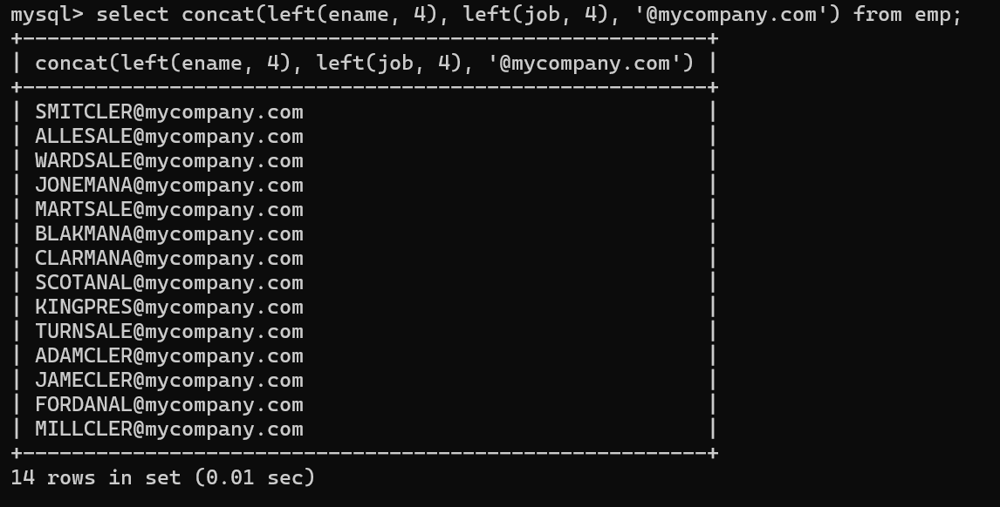 mysql> select concat(left(ename, 4), left(job, 4), '@mycompany.com') from emp;
+--------------------------------------------------------+
| concat(left(ename, 4), left(job, 4), '@mycompany.com') |
+--------------------------------------------------------+
| SMITCLER@mycompany.com                                 |
| ALLESALE@mycompany.com                                 |
| WARDSALE@mycompany.com                                 |
| JONEMANA@mycompany.com                                 |
| MARTSALE@mycompany.com                                 |
| BLAKMANA@mycompany.com                                 |
| CLARMANA@mycompany.com                                 |
| SCOTANAL@mycompany.com                                 |
| KINGPRES@mycompany.com                                 |
| TURNSALE@mycompany.com                                 |
| ADAMCLER@mycompany.com                                 |
| JAMECLER@mycompany.com                                 |
| FORDANAL@mycompany.com                                 |
| MILLCLER@mycompany.com                                 |
+--------------------------------------------------------+
14 rows in set (0.01 sec)